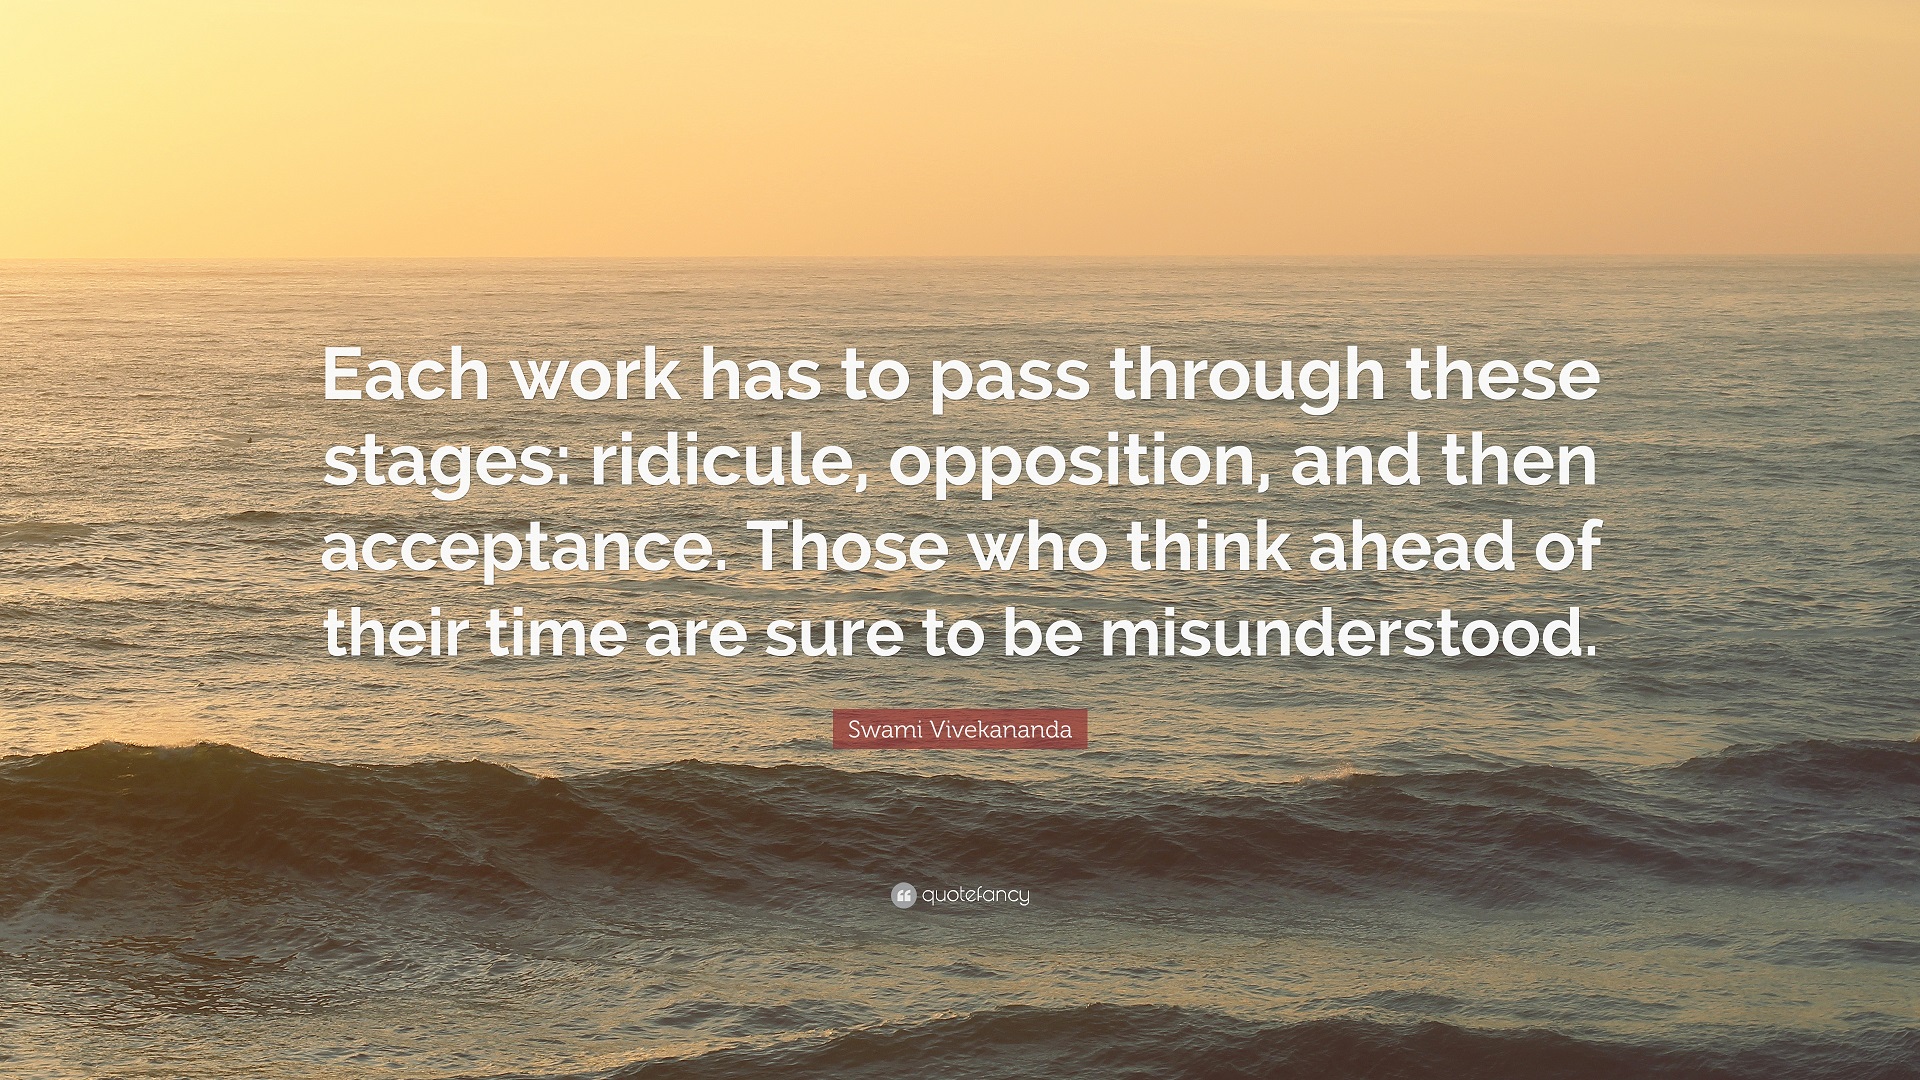 Each work has to pass through these
stages: ridicule, opposition, and then
acceptance. Those who think ahead of
their time are sure to be misunderstood.
Swami Vivekananda
quotefancy